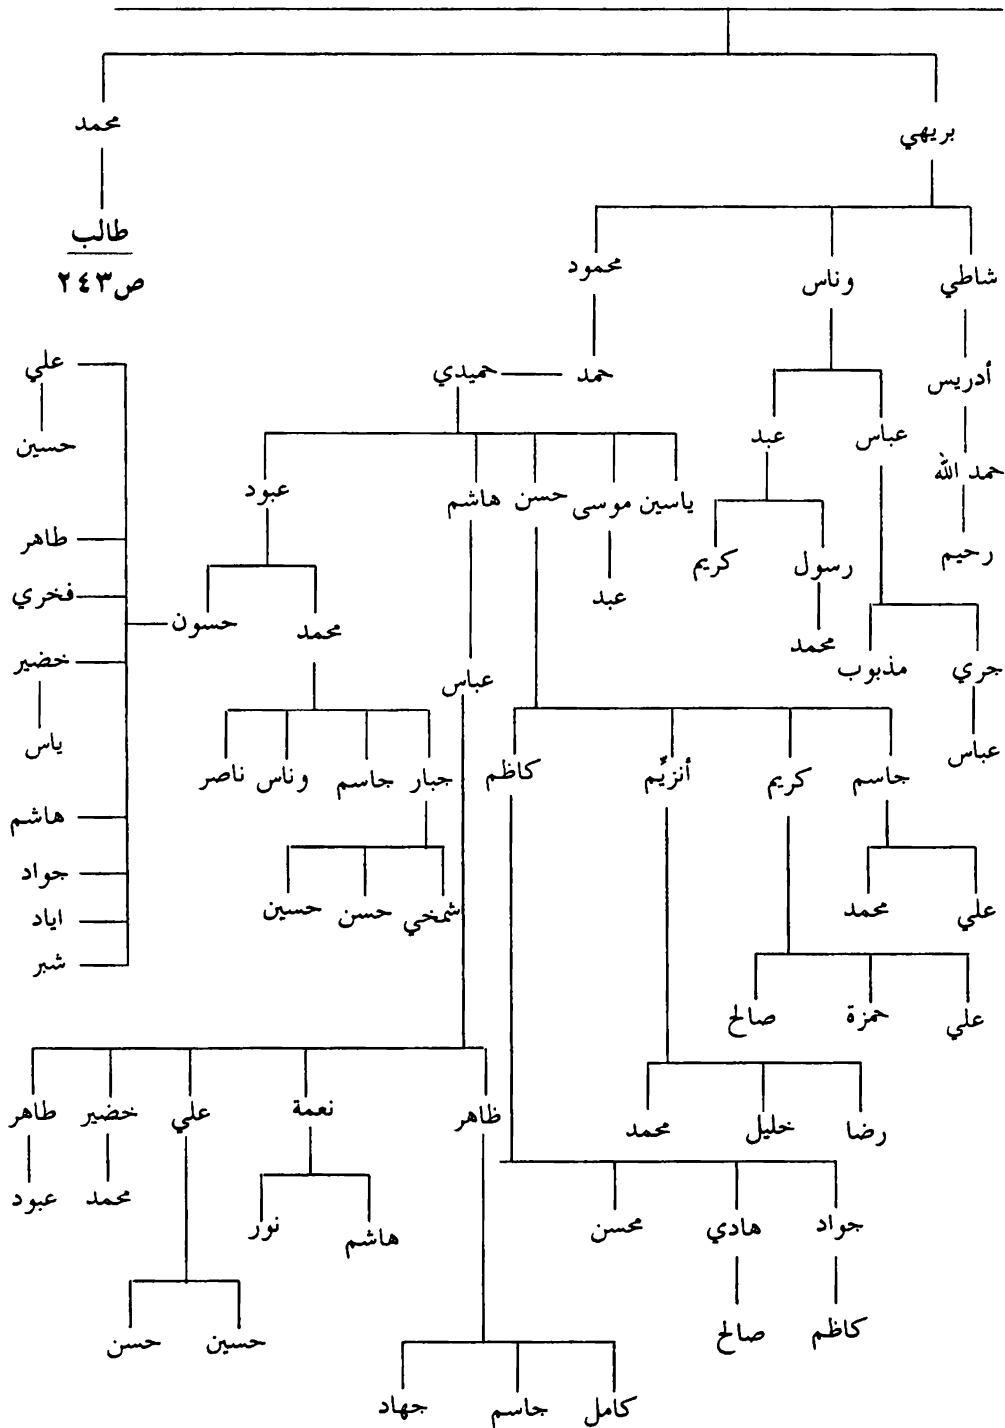 بريهي محمد
طالب
ص٢٤٣
شاطي وناس محمود
أدريس حمد حميدي علي
عباس عبد حسين
حمد الله ياسين موسى حسن هاشم عبود
رحيم رسول كريم عبد طاهر
فخري
محمد حسون
جري مذبوب محمد خضير
عباس
عباس ياس
جاسم كريم أنزيّم كاظم جبار جاسم وناس ناصر
هاشم
جواد
علي محمد شمخي حسن حسين اياد
شبر
علي حمزة صالح
رضا خليل محمد ظاهر نعمة علي خضير طاهر
محمد عبود
جواد هادي محسن هاشم نور
كاظم صالح حسين حسن
كامل جاسم جهاد